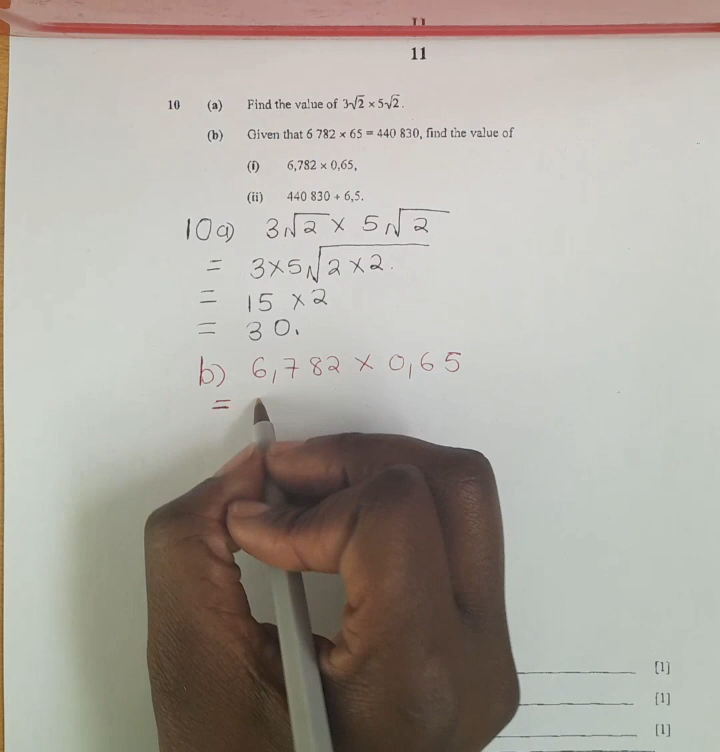 11
11
10 (a) Find the value of 3√2 × 5√2.
(b) Given that 6 782 × 65 = 440 830, find the value of
(i) 6,782 × 0,65,
(ii) 440 830 ÷ 6,5.
10a) 3√2 × 5√2
= 3×5√2×2.
= 15 ×2
= 30.
b) 6,782 × 0,65
=
[1]
[1]
[1]